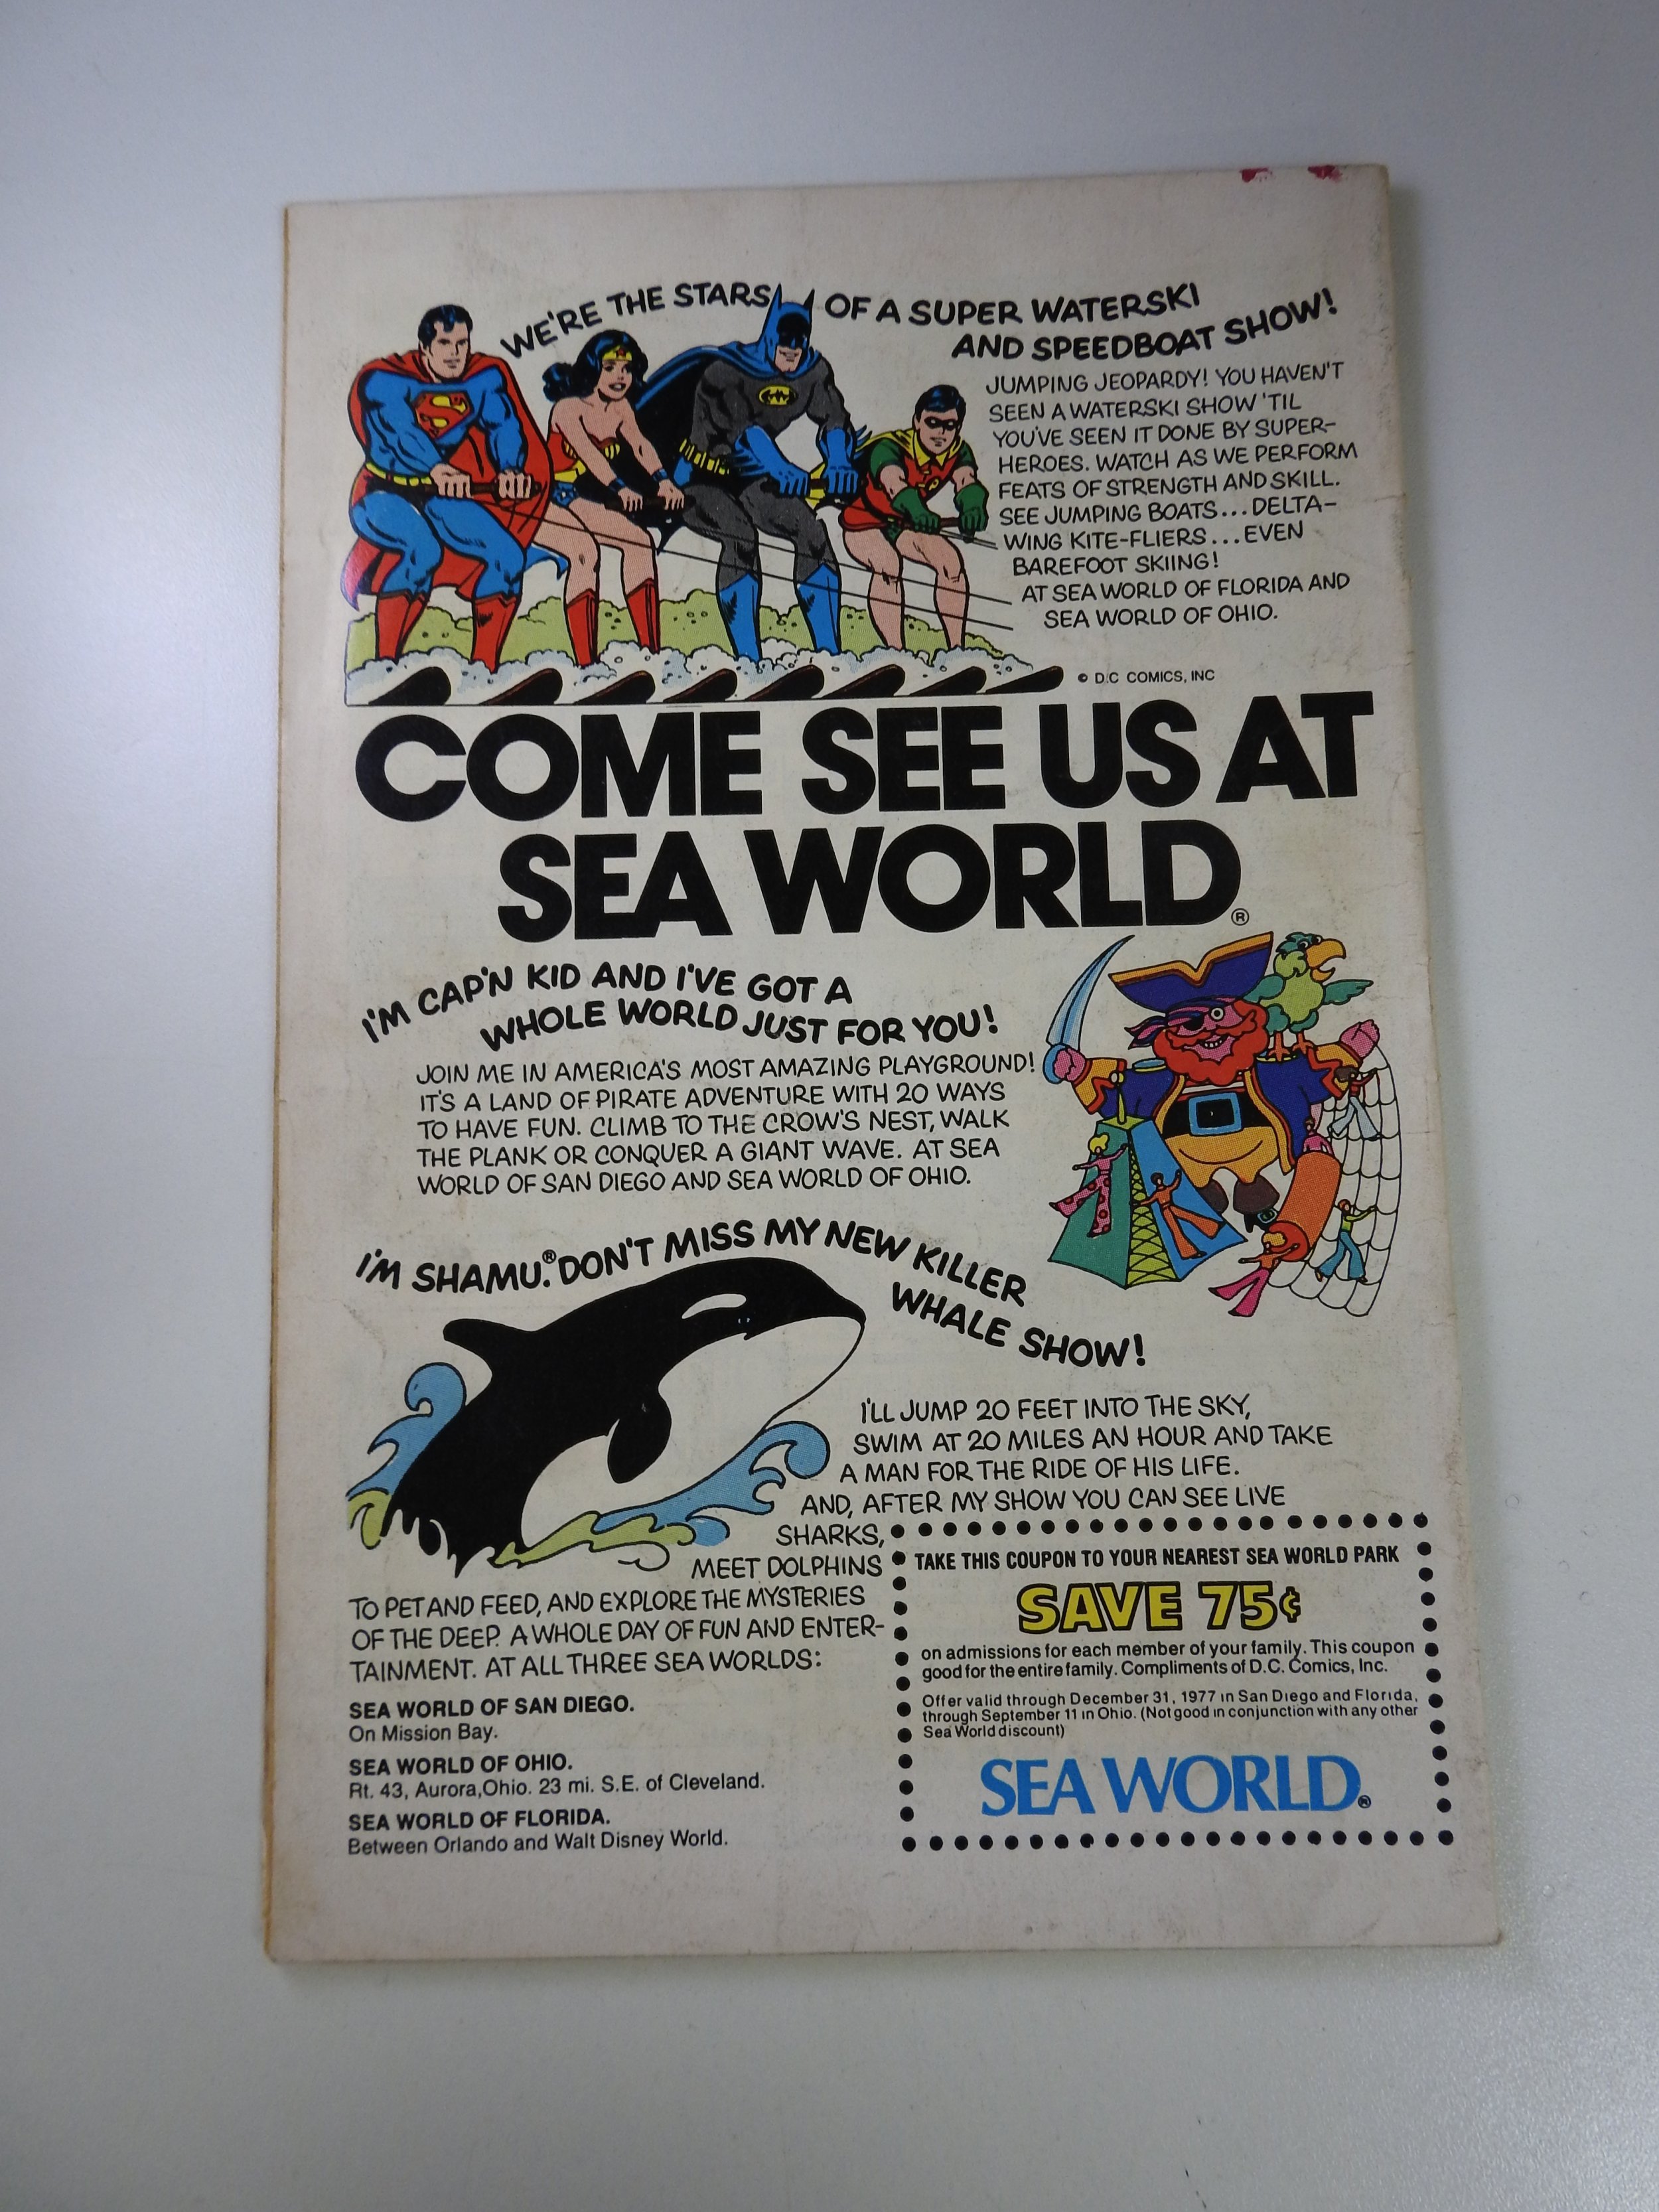 WE'RE THE STARS OF A SUPER WATERSKI
AND SPEEDBOAT SHOW!
JUMPING JEOPARDY! YOU HAVEN'T
SEEN A WATERSKI SHOW 'TIL
YOU'VE SEEN IT DONE BY SUPER-
HEROES. WATCH AS WE PERFORM
FEATS OF STRENGTH AND SKILL.
SEE JUMPING BOATS...DELTA-
WING KITE-FLIERS...EVEN
BAREFOOT SKIING!
AT SEA WORLD OF FLORIDA AND
SEA WORLD OF OHIO.
S
R
© D.C COMICS, INC
COME SEE US AT
SEA WORLD®
I'M CAP'N KID AND I'VE GOT A
WHOLE WORLD JUST FOR YOU!
JOIN ME IN AMERICA'S MOST AMAZING PLAYGROUND!
IT'S A LAND OF PIRATE ADVENTURE WITH 20 WAYS
TO HAVE FUN. CLIMB TO THE CROW'S NEST, WALK
THE PLANK OR CONQUER A GIANT WAVE. AT SEA
WORLD OF SAN DIEGO AND SEA WORLD OF OHIO.
I'M SHAMU.® DON'T MISS MY NEW KILLER
WHALE SHOW!
I'LL JUMP 20 FEET INTO THE SKY,
SWIM AT 20 MILES AN HOUR AND TAKE
A MAN FOR THE RIDE OF HIS LIFE.
AND, AFTER MY SHOW YOU CAN SEE LIVE
SHARKS,
MEET DOLPHINS
TO PET AND FEED, AND EXPLORE THE MYSTERIES
OF THE DEEP. A WHOLE DAY OF FUN AND ENTER-
TAINMENT. AT ALL THREE SEA WORLDS:
SEA WORLD OF SAN DIEGO.
On Mission Bay.
SEA WORLD OF OHIO.
Rt. 43, Aurora,Ohio. 23 mi. S.E. of Cleveland.
SEA WORLD OF FLORIDA.
Between Orlando and Walt Disney World.
TAKE THIS COUPON TO YOUR NEAREST SEA WORLD PARK
SAVE 75¢
on admissions for each member of your family. This coupon
good for the entire family. Compliments of D.C. Comics, Inc.
Offer valid through December 31, 1977 in San Diego and Florida,
through September 11 in Ohio. (Not good in conjunction with any other
Sea World discount)
SEA WORLD®